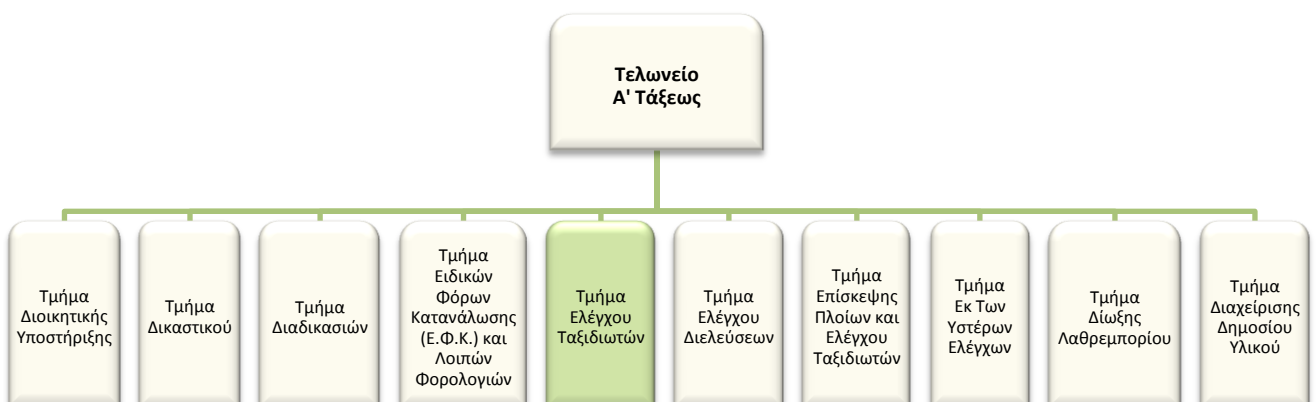 Τελωνείο
Α' Τάξεως
Τμήμα
Διοικητικής
Υποστήριξης
Τμήμα
Δικαστικού
Τμήμα
Διαδικασιών
Τμήμα
Ειδικών
Φόρων
Κατανάλωσης
(Ε.Φ.Κ.) και
Λοιπών
Φορολογιών
Τμήμα
Ελέγχου
Ταξιδιωτών
Τμήμα
Ελέγχου
Διελεύσεων
Τμήμα
Επίσκεψης
Πλοίων και
Ελέγχου
Ταξιδιωτών
Τμήμα
Εκ Των
Υστέρων
Ελέγχων
Τμήμα
Δίωξης
Λαθρεμπορίου
Τμήμα
Διαχείρισης
Δημοσίου
Υλικού